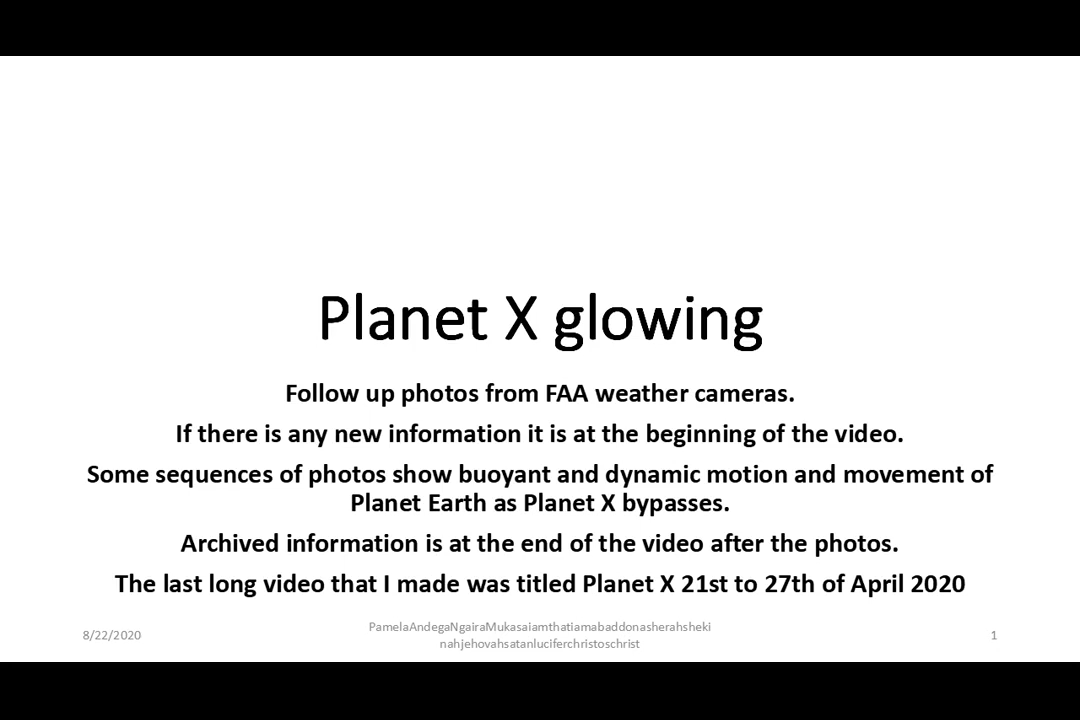 Planet X glowing
Follow up photos from FAA weather cameras.
If there is any new information it is at the beginning of the video.
Some sequences of photos show buoyant and dynamic motion and movement of
Planet Earth as Planet X bypasses.
Archived information is at the end of the video after the photos.
The last long video that I made was titled Planet X 21st to 27th of April 2020
8/22/2020
PamelaAndegaNgairaMukasaiamthatiamabaddonasherahsheki
nahjehovahsatanluciferchristoschrist
1